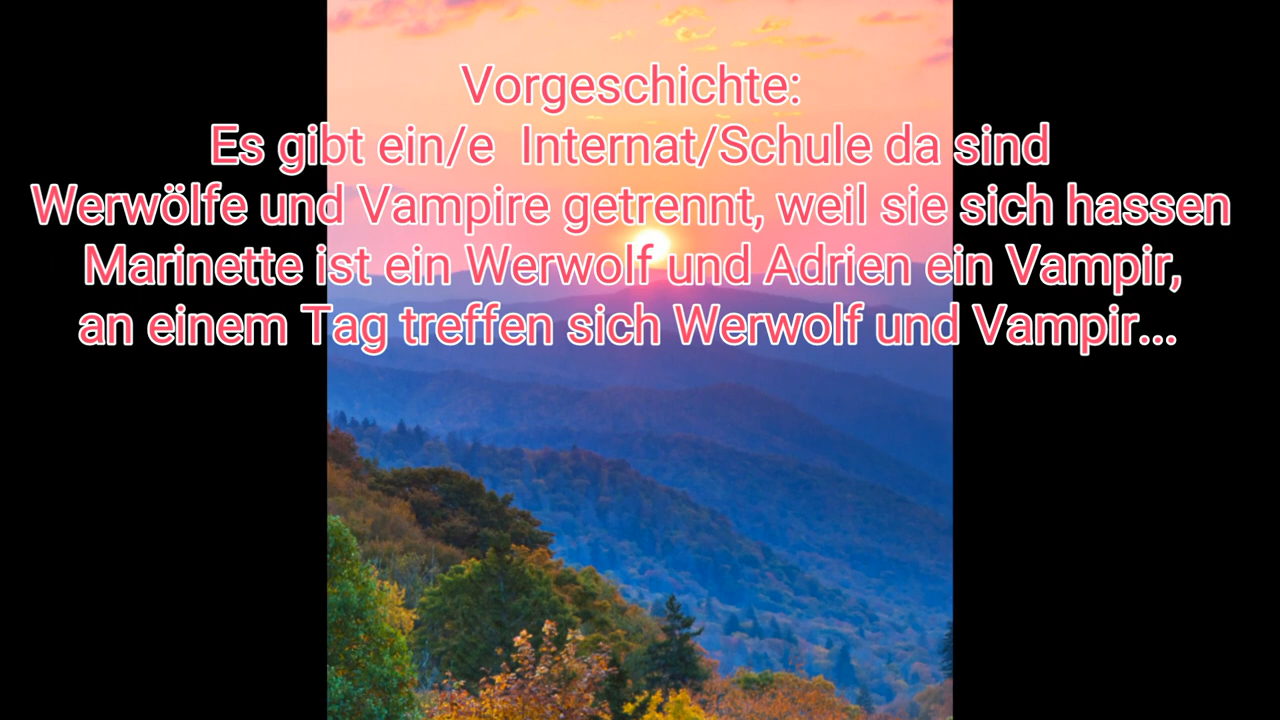 Vorgeschichte:
Es gibt ein/e  Internat/Schule da sind
Werwölfe und Vampire getrennt, weil sie sich hassen
Marinette ist ein Werwolf und Adrien ein Vampir,
an einem Tag treffen sich Werwolf und Vampir...